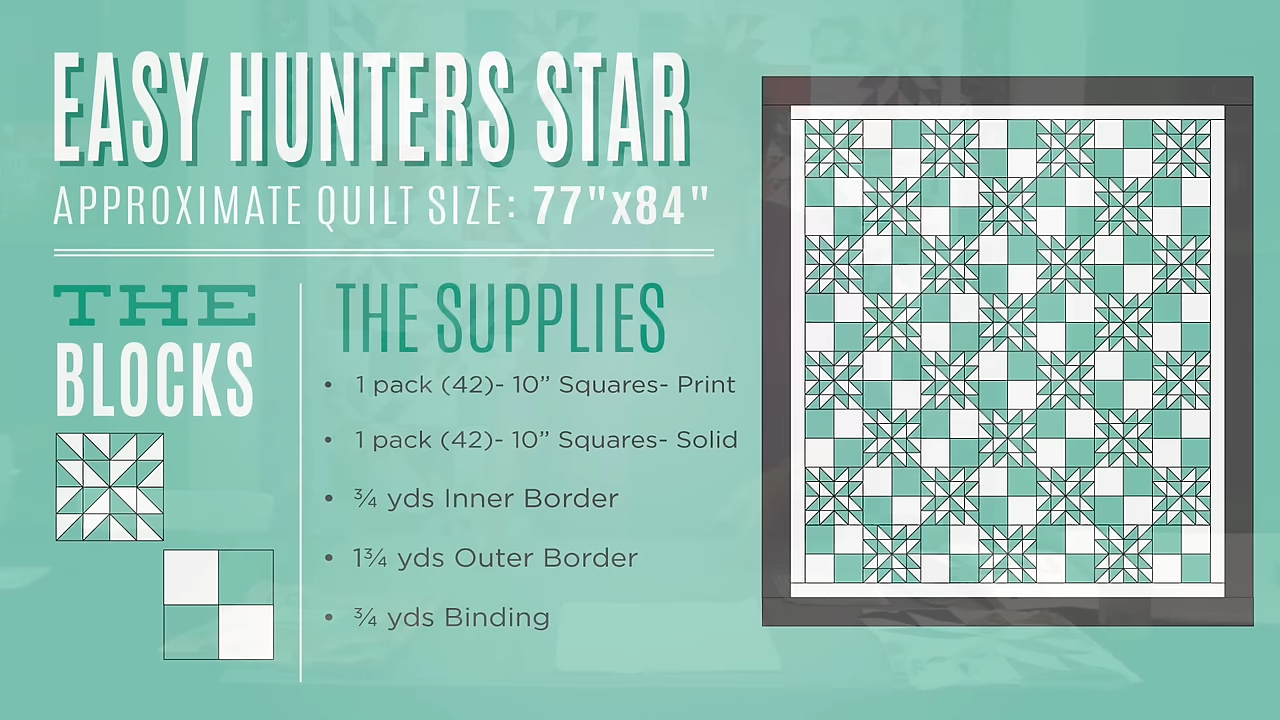 EASY HUNTERS STAR
APPROXIMATE QUILT SIZE: 77"x84"
THE
BLOCKS
THE SUPPLIES
• 1 pack (42)- 10” Squares- Print
• 1 pack (42)- 10” Squares- Solid
• ¾ yds Inner Border
• 1¾ yds Outer Border
• ¾ yds Binding